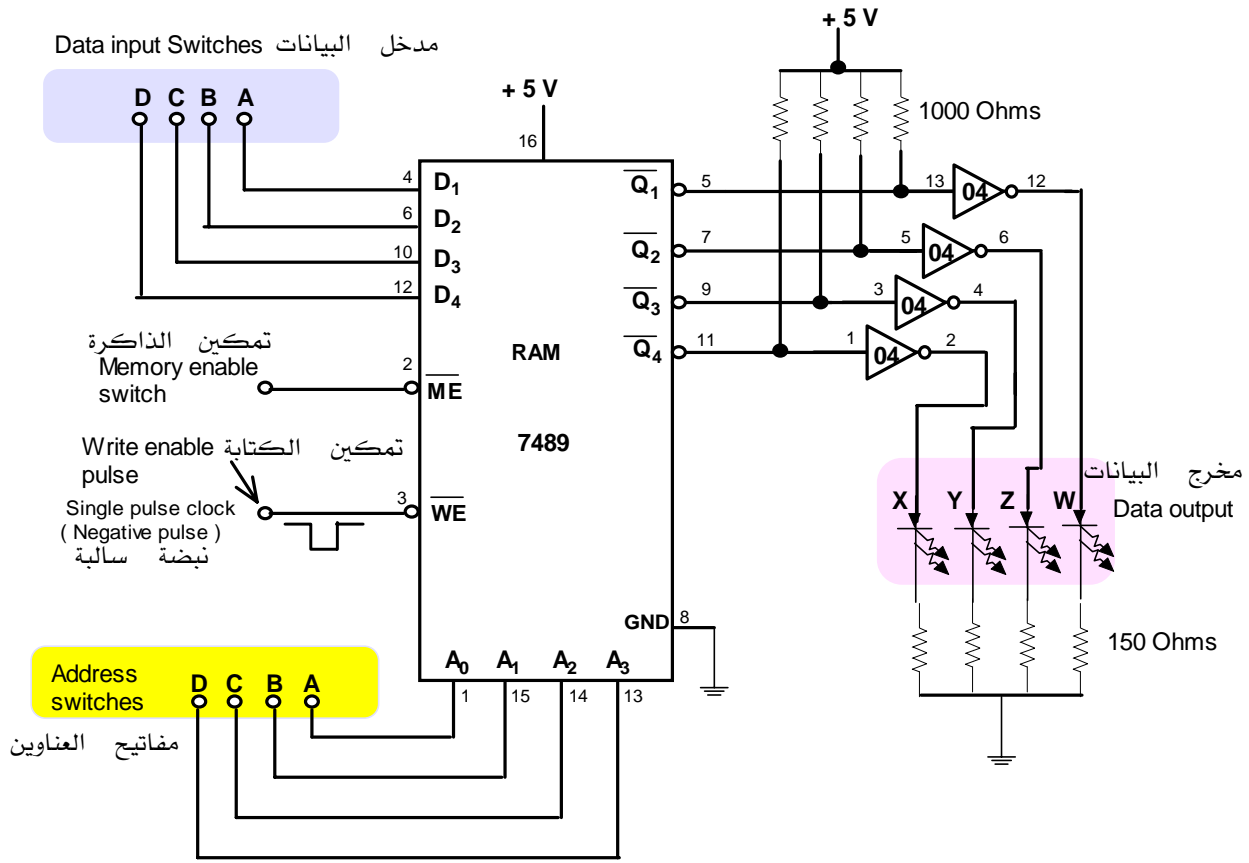 Data input Switches مدخل البيانات
D C B A
+ 5 V
16
4 D1
6 D2
10 D3
12 D4
تمكين الذاكرة
Memory enable
switch
2 ME
Write enable تمكين الكتابة
pulse
Single pulse clock
( Negative pulse )
نبضة سالبة
3 WE
RAM
7489
GND 8
A0 A1 A2 A3
1 15 14 13
Address
switches
D C B A
مفاتيح العناوين
+ 5 V
1000 Ohms
Q1 5 13 04 12
Q2 7 5 04 6
Q3 9 3 04 4
Q4 11 1 04 2
مخرج البيانات
X Y Z W Data output
150 Ohms